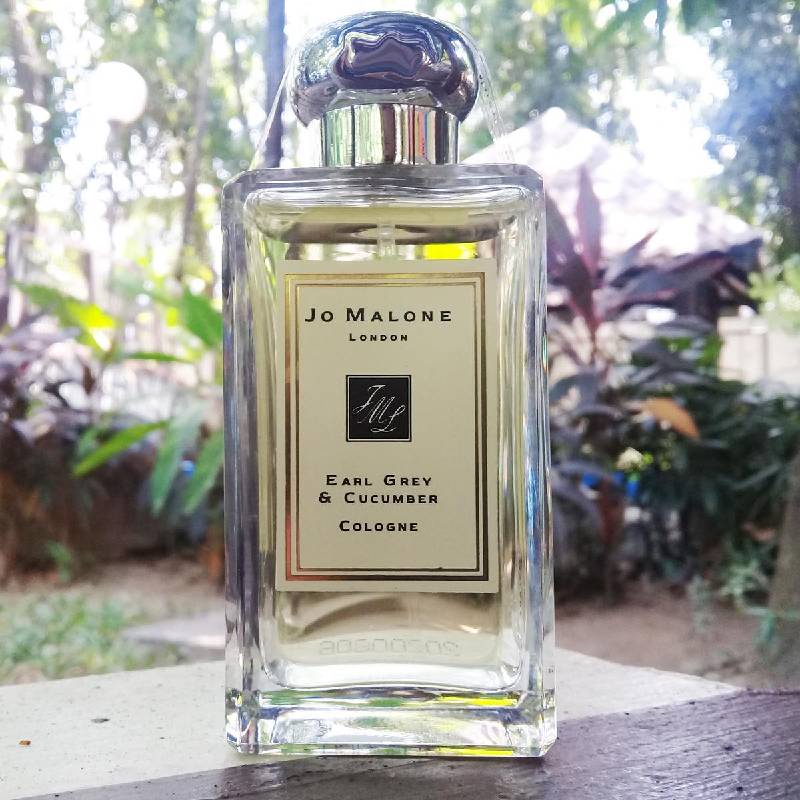 Jo Malone
London
JML
Earl Grey
& Cucumber
Cologne